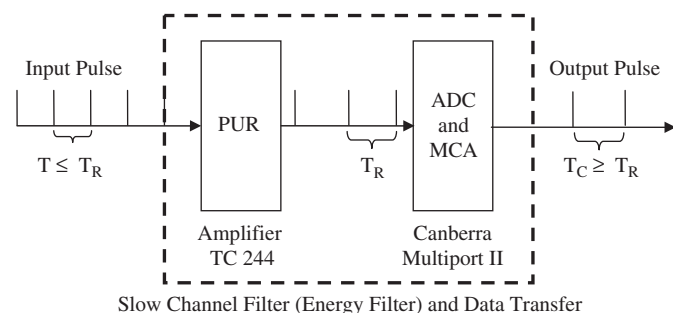 Input Pulse
Output Pulse
PUR
ADC
and
MCA
T ≤ T_R
T_R
T_C ≥ T_R
Amplifier
TC 244
Canberra
Multiport II
Slow Channel Filter (Energy Filter) and Data Transfer